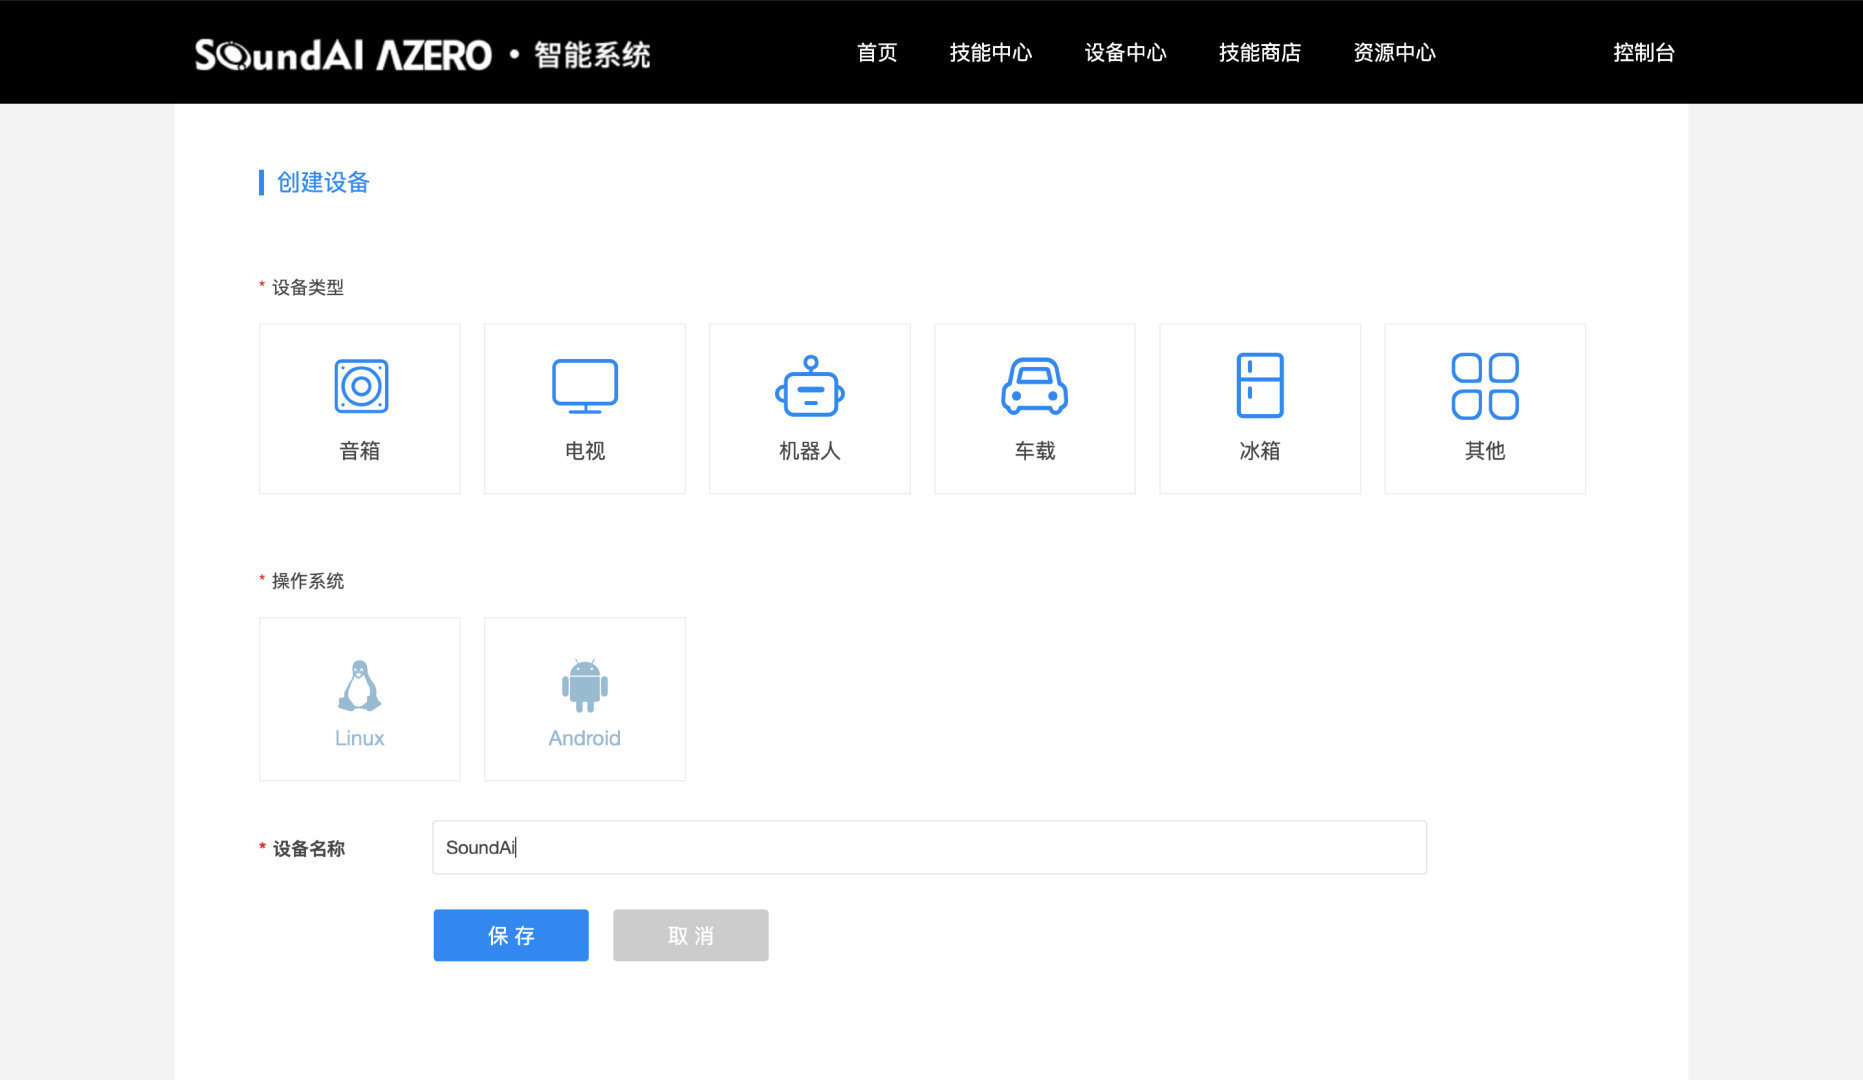 SoundAI AZERO · 智能系统 首页 技能中心 设备中心 技能商店 资源中心 控制台
创建设备
* 设备类型
音箱 电视 机器人 车载 冰箱 其他
* 操作系统
Linux Android
* 设备名称 SoundAi
保存 取消